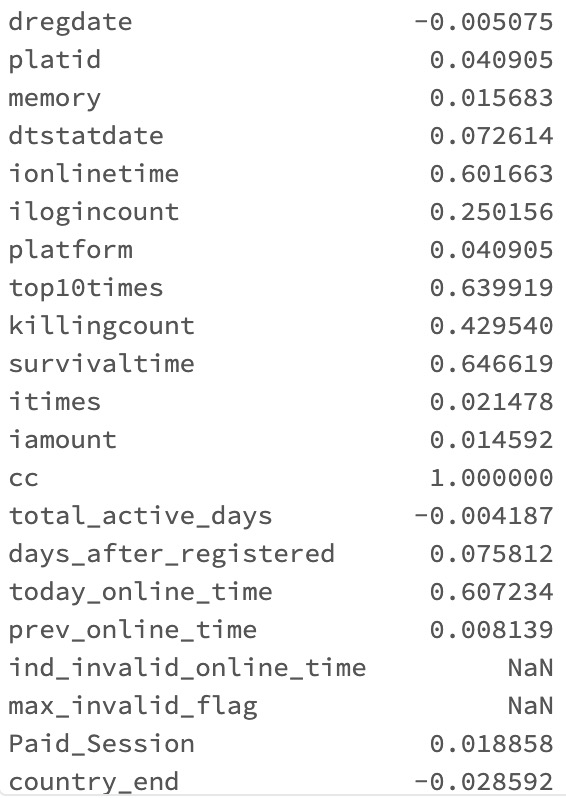 dregdate -0.005075
platid 0.040905
memory 0.015683
dtstatdate 0.072614
ionlinetime 0.601663
ilogincount 0.250156
platform 0.040905
top10times 0.639919
killingcount 0.429540
survivaltime 0.646619
itimes 0.021478
iamount 0.014592
cc 1.000000
total_active_days -0.004187
days_after_registered 0.075812
today_online_time 0.607234
prev_online_time 0.008139
ind_invalid_online_time NaN
max_invalid_flag NaN
Paid_Session 0.018858
country_end -0.028592